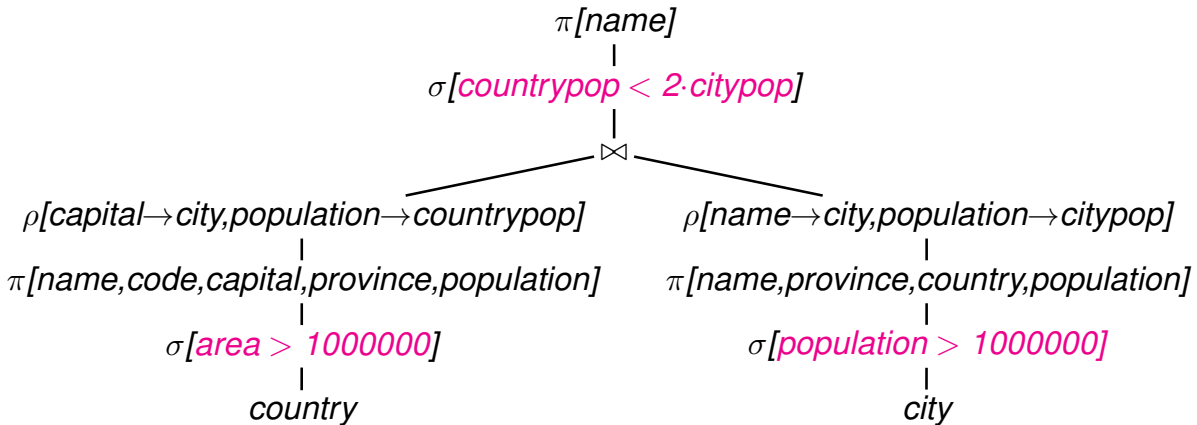 π[name]
σ[countrypop < 2·citypop]
⋈
ρ[capital→city,population→countrypop] ρ[name→city,population→citypop]
π[name,code,capital,province,population] π[name,province,country,population]
σ[area > 1000000] σ[population > 1000000]
country city